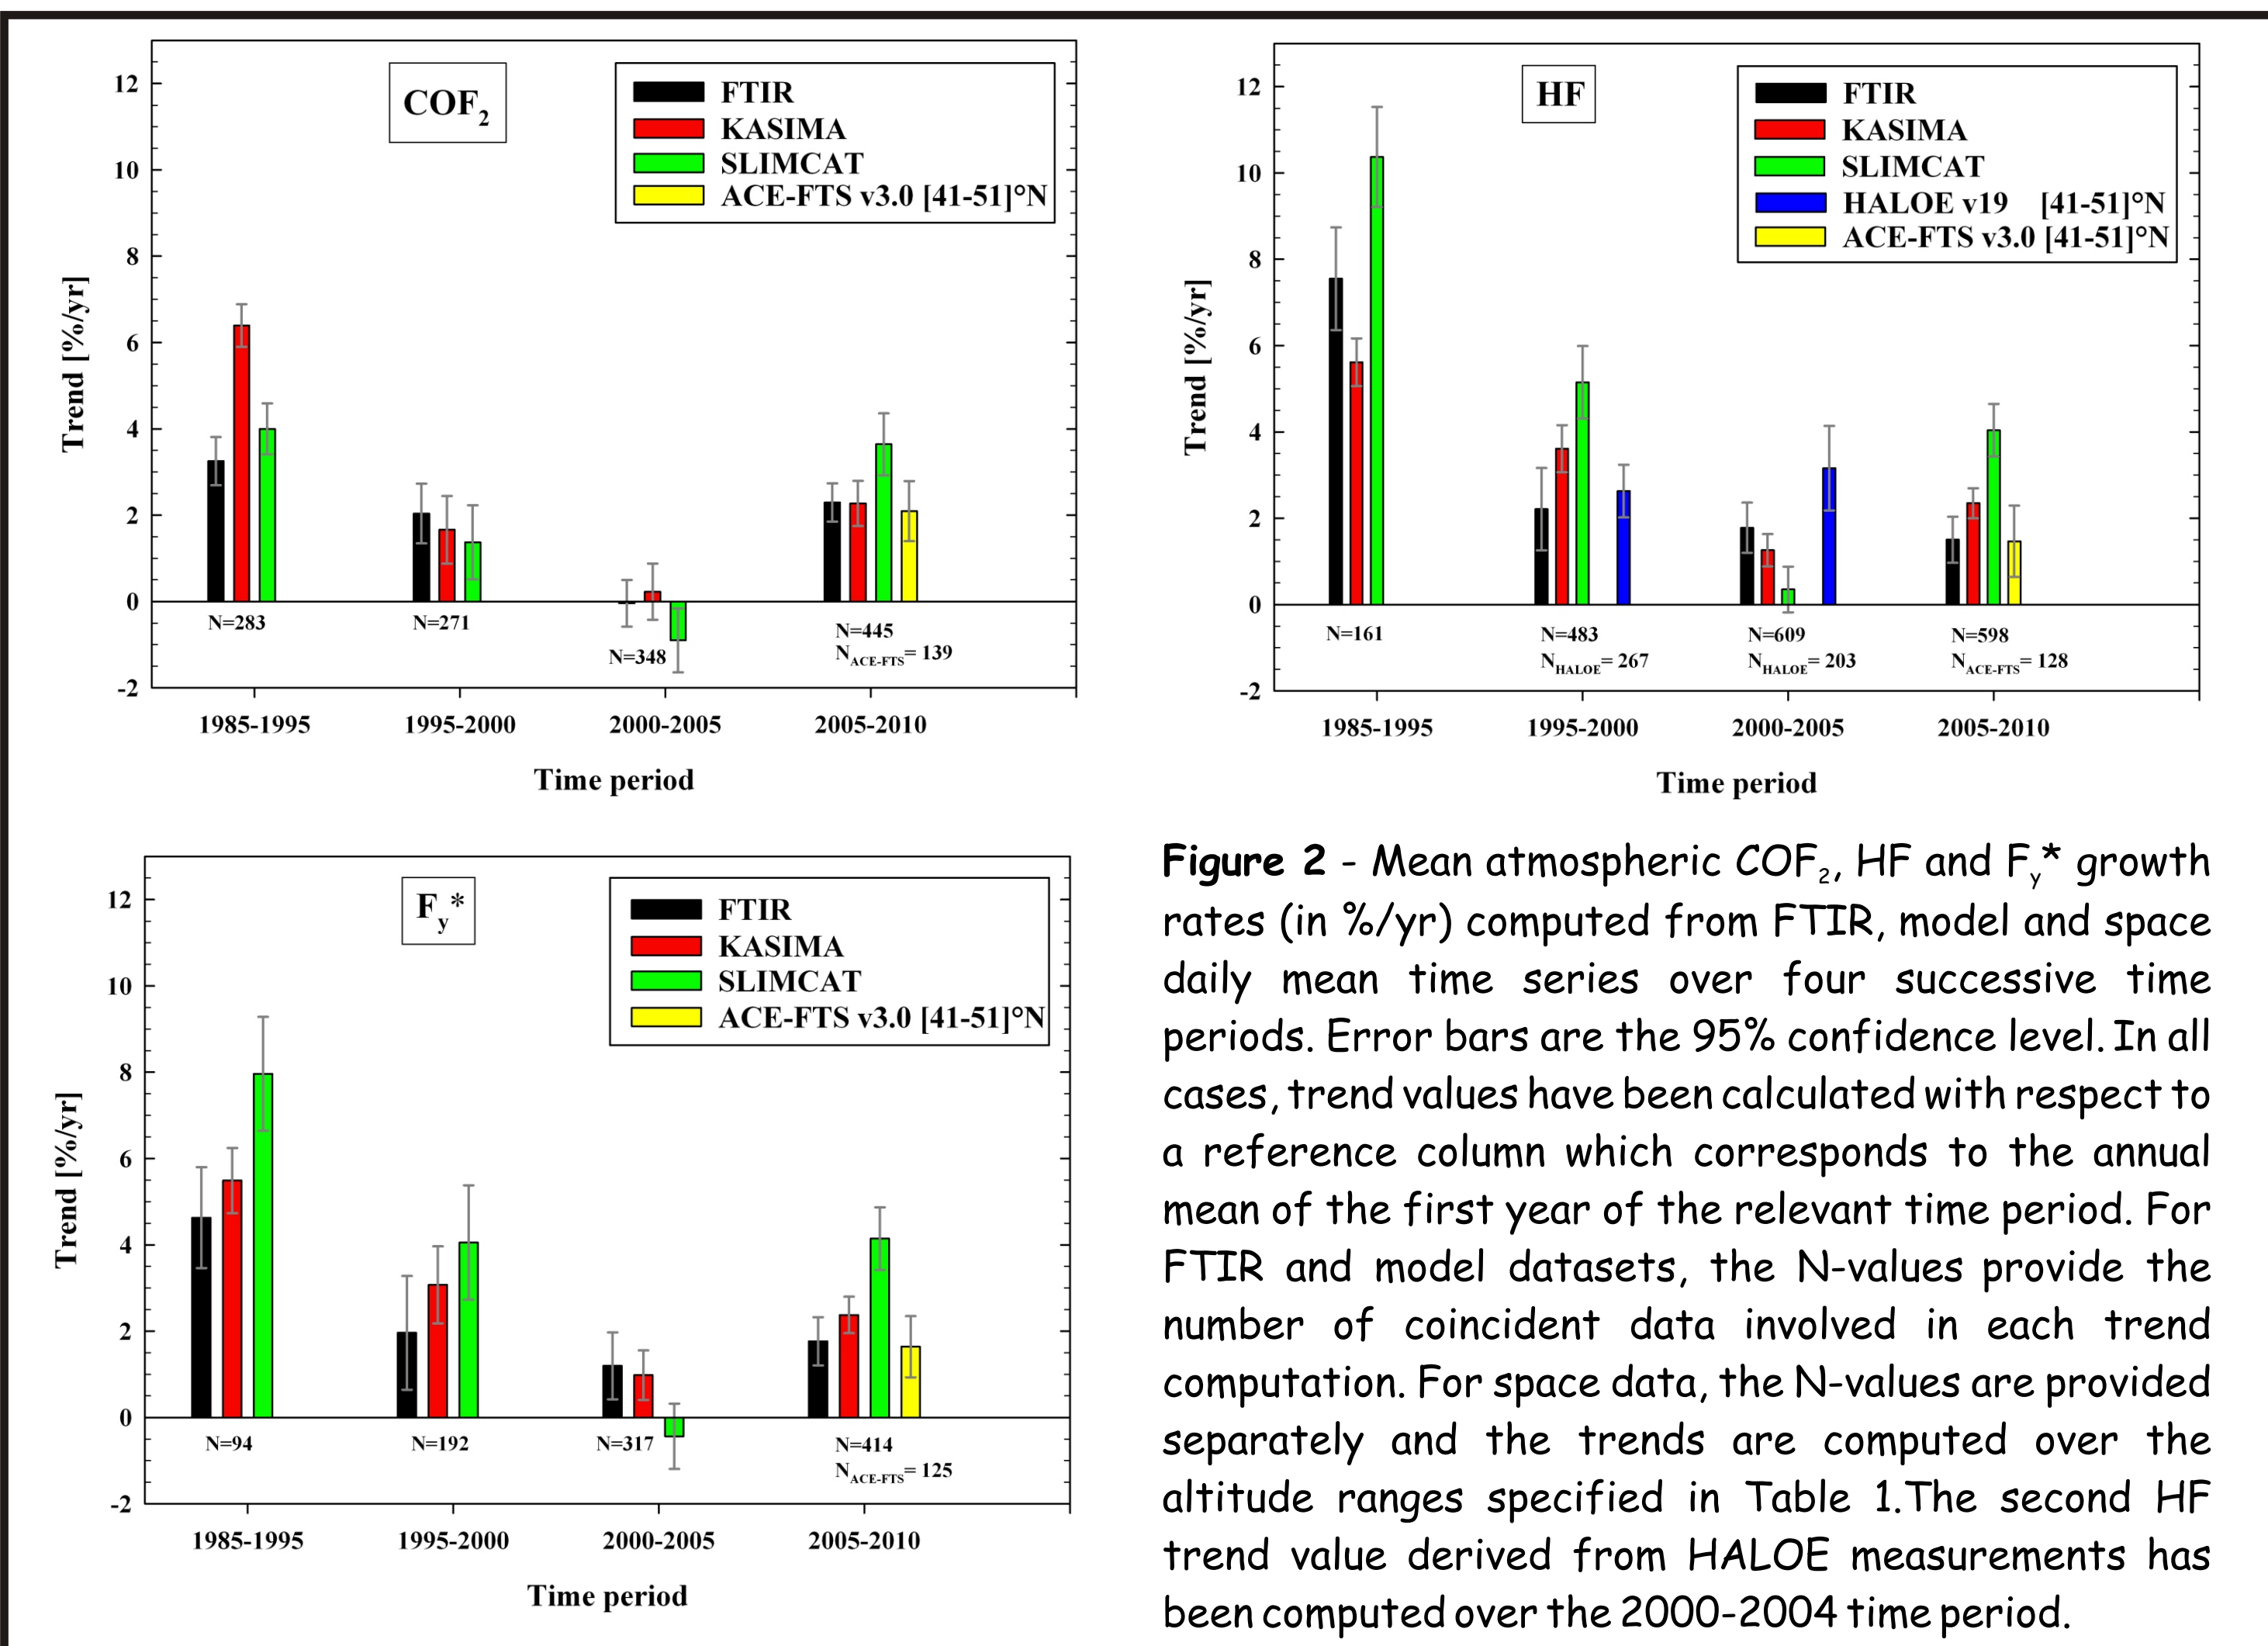 COF2
FTIR
KASIMA
SLIMCAT
ACE-FTS v3.0 [41-51]°N
Trend [%/yr]
12
10
8
6
4
2
0
-2
N=283
N=271
N=348
N=445
NACE-FTS= 139
1985-1995
1995-2000
2000-2005
2005-2010
Time period
HF
FTIR
KASIMA
SLIMCAT
HALOE v19 [41-51]°N
ACE-FTS v3.0 [41-51]°N
Trend [%/yr]
12
10
8
6
4
2
0
-2
N=161
N=483
NHALOE= 267
N=609
NHALOE= 203
N=598
NACE-FTS= 128
1985-1995
1995-2000
2000-2005
2005-2010
Time period
Fy*
FTIR
KASIMA
SLIMCAT
ACE-FTS v3.0 [41-51]°N
Trend [%/yr]
12
10
8
6
4
2
0
-2
N=94
N=192
N=317
N=414
NACE-FTS= 125
1985-1995
1995-2000
2000-2005
2005-2010
Time period
Figure 2 - Mean atmospheric COF2, HF and Fy* growth
rates (in %/yr) computed from FTIR, model and space
daily mean time series over four successive time
periods. Error bars are the 95% confidence level. In all
cases, trend values have been calculated with respect to
a reference column which corresponds to the annual
mean of the first year of the relevant time period. For
FTIR and model datasets, the N-values provide the
number of coincident data involved in each trend
computation. For space data, the N-values are provided
separately and the trends are computed over the
altitude ranges specified in Table 1.The second HF
trend value derived from HALOE measurements has
been computed over the 2000-2004 time period.